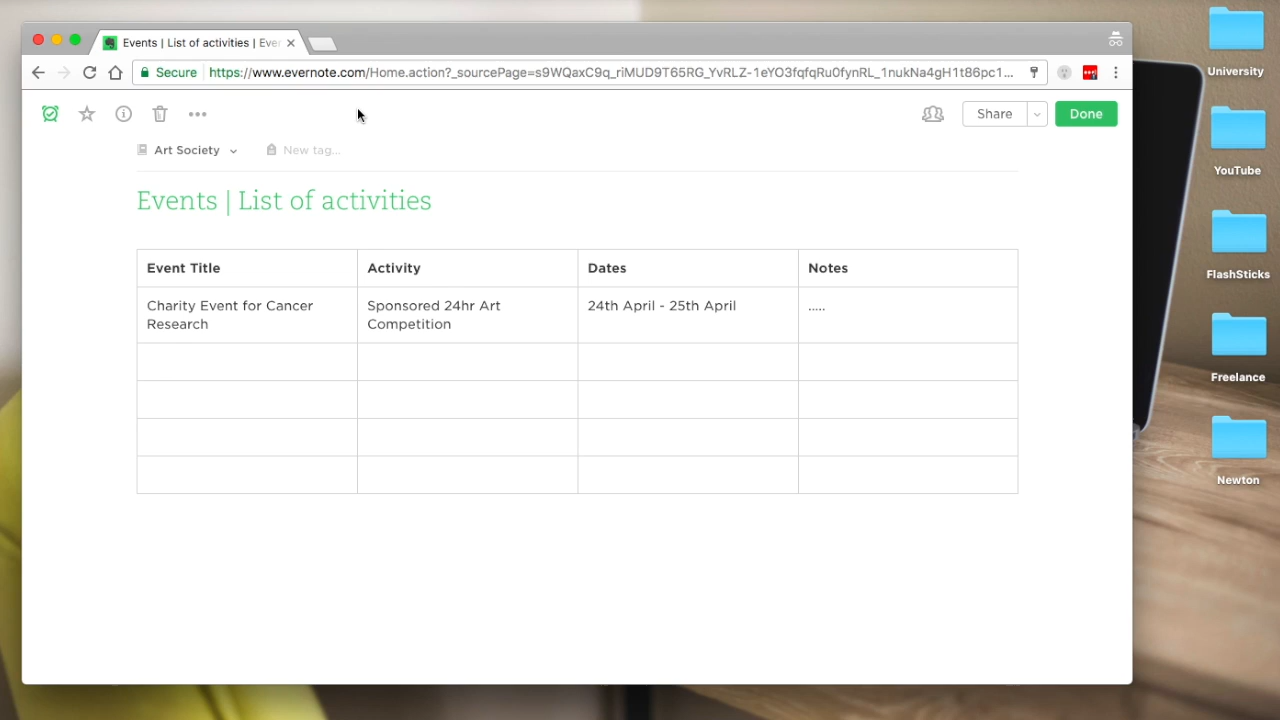 Events | List of activities | Ever
Secure https://www.evernote.com/Home.action?_sourcePage=s9WQaxC9q_riMUD9T65RG_YvRLZ-1eYO3fqfqRu0fynRL_1nukNa4gH1t86pc1...
Share
Done
Art Society
New tag...
Events | List of activities
Event Title Activity Dates Notes
Charity Event for Cancer Sponsored 24hr Art 24th April - 25th April .....
Research Competition
University
YouTube
FlashSticks
Freelance
Newton